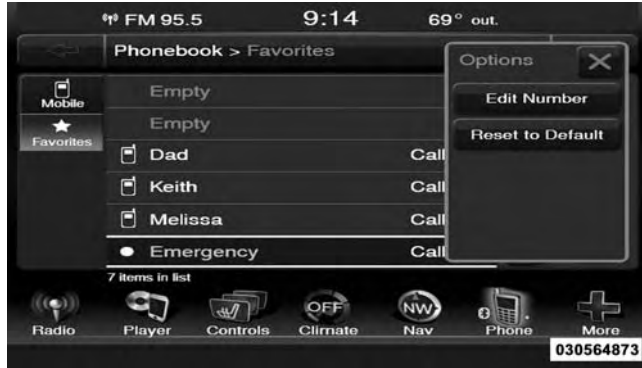 FM 95.5 9:14 69° out.
Phonebook > Favorites
Options
Mobile
Favorites
Empty
Empty
Dad Call
Keith Call
Melissa Call
Emergency Call
Edit Number
Reset to Default
7 items in list
OFF NW
Radio Player Controls Climate Nav Phone More
030564873